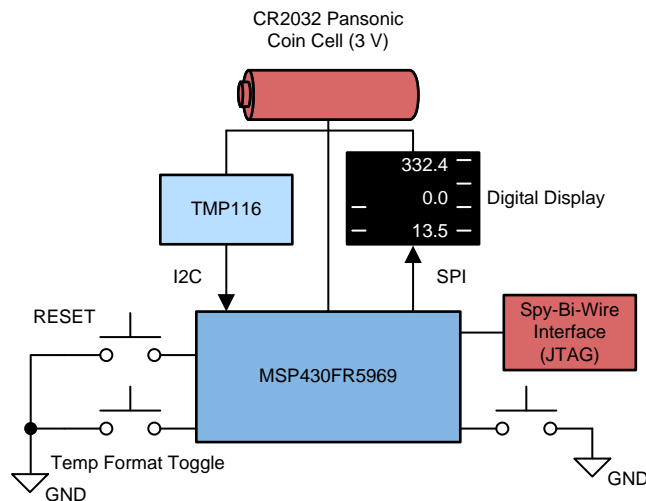 CR2032 Pansonic
Coin Cell (3 V)
332.4
0.0
13.5
Digital Display
TMP116
I2C
SPI
RESET
Spy-Bi-Wire
Interface
(JTAG)
MSP430FR5969
Temp Format Toggle
GND
GND